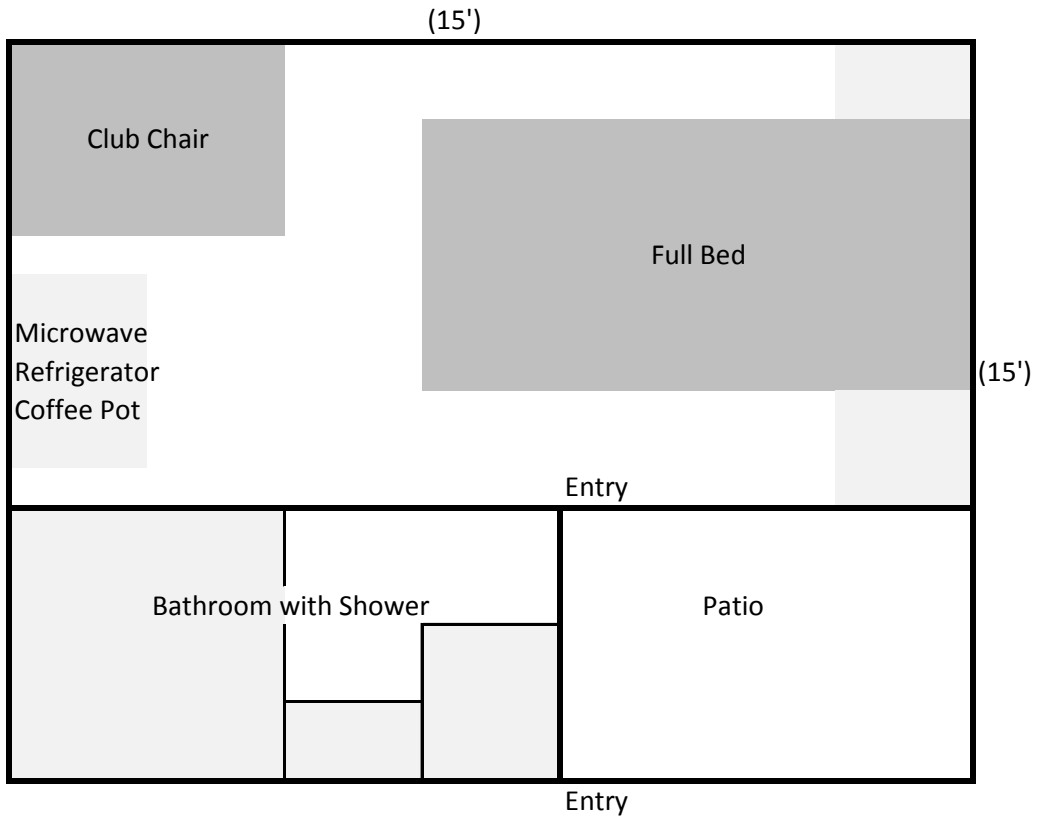 (15')
Club Chair
Full Bed
Microwave
Refrigerator
Coffee Pot
(15')
Entry
Bathroom with Shower
Patio
Entry